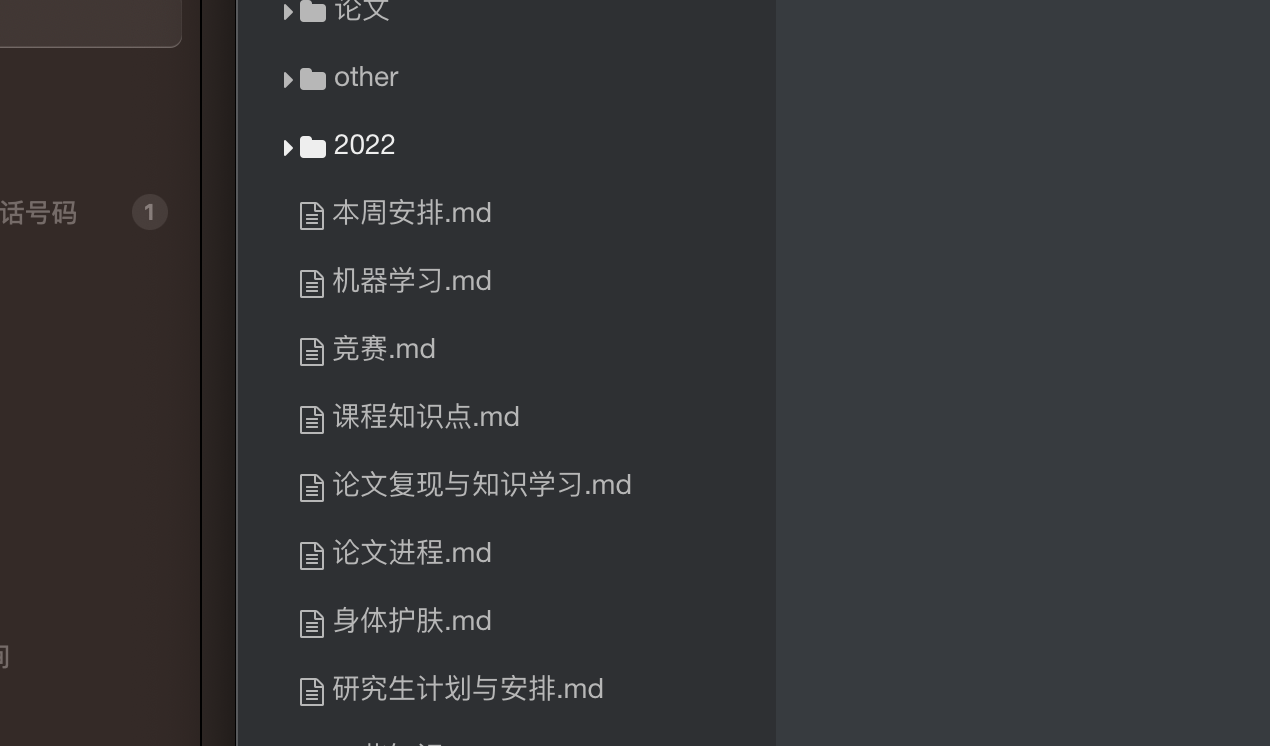 论文
other
2022
话号码 1
本周安排.md
机器学习.md
竞赛.md
课程知识点.md
论文复现与知识学习.md
论文进程.md
身体护肤.md
研究生计划与安排.md